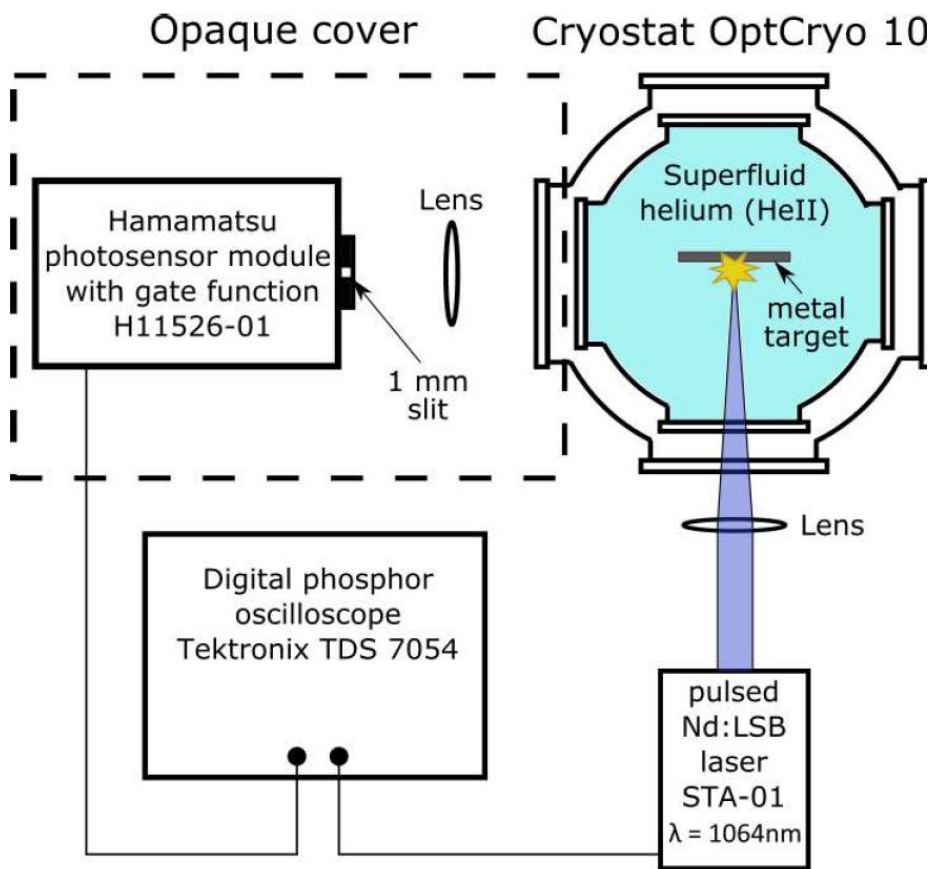 Opaque cover
Cryostat OptCryo 10
Hamamatsu
photosensor module
with gate function
H11526-01
Lens
1 mm
slit
Superfluid
helium (HeII)
metal
target
Lens
Digital phosphor
oscilloscope
Tektronix TDS 7054
pulsed
Nd:LSB
laser
STA-01
λ = 1064nm